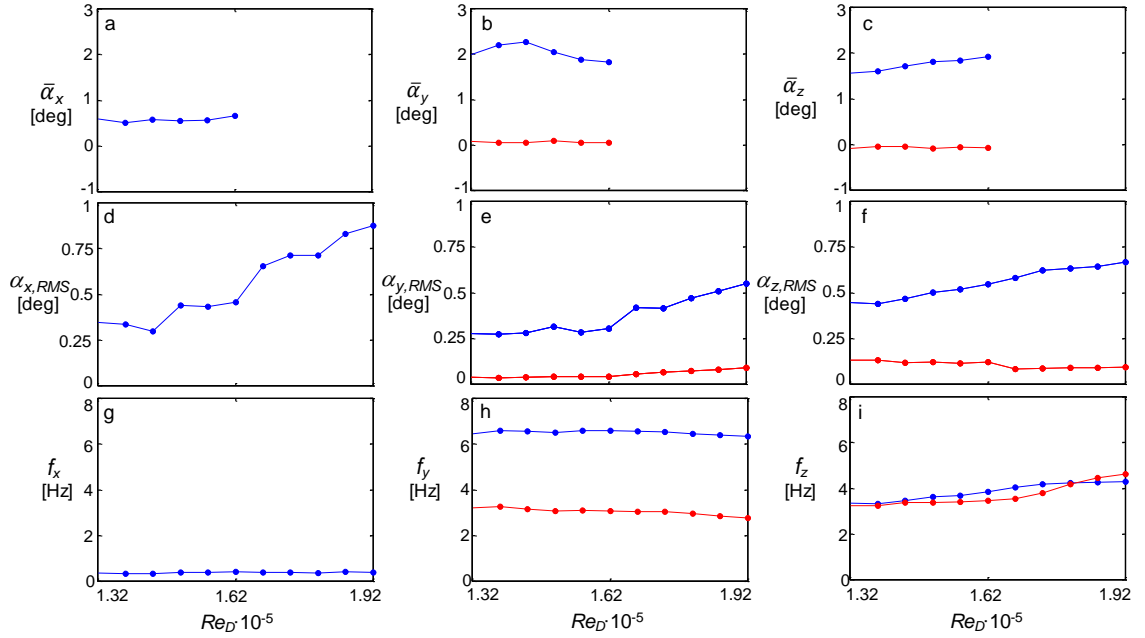 a
3
2
1
0
-1
ᾱx
[deg]
b
3
2
1
0
-1
ᾱy
[deg]
c
3
2
1
0
-1
ᾱz
[deg]
d
1
0.75
0.5
0.25
0
αx,RMS
[deg]
e
1
0.75
0.5
0.25
0
αy,RMS
[deg]
f
1
0.75
0.5
0.25
0
αz,RMS
[deg]
g
8
6
4
2
0
fx
[Hz]
1.32 1.62 1.92
ReD·10-5
h
8
6
4
2
0
fy
[Hz]
1.32 1.62 1.92
ReD·10-5
i
8
6
4
2
0
fz
[Hz]
1.32 1.62 1.92
ReD·10-5